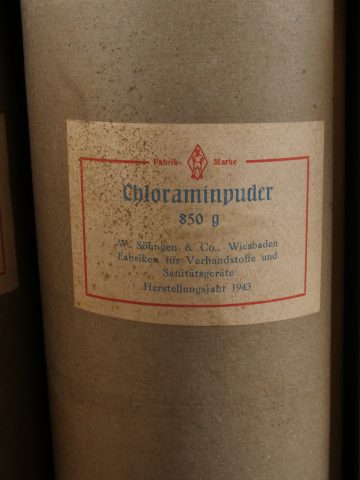 Fabrik- Marke
Chloraminpuder
850 g
W. Söhngen & Co., Wiesbaden
Fabriken für Verbandstoffe und
Sanitätsgeräte
Herstellungsjahr 1943